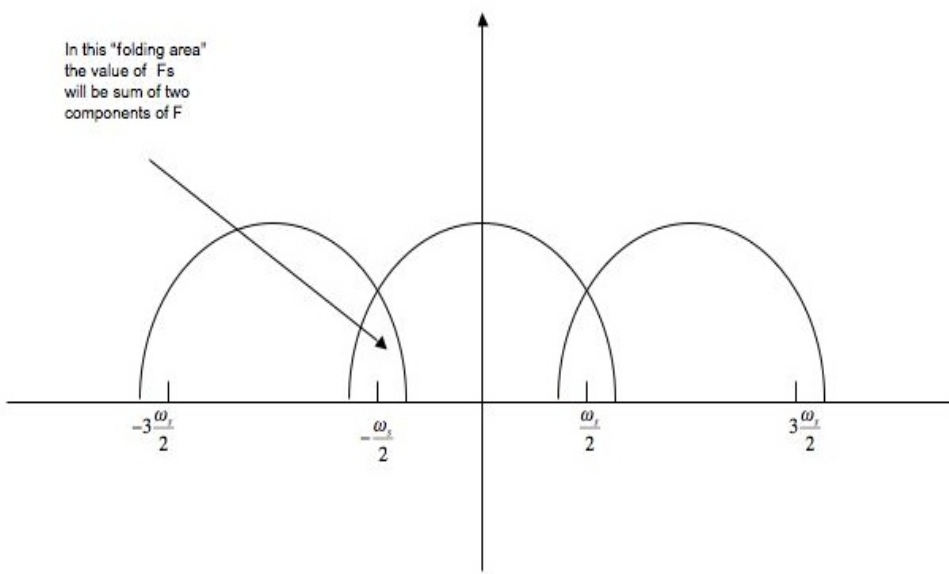 In this "folding area"
the value of Fs
will be sum of two
components of F
-3 ωs/2
-ωs/2
ωs/2
3 ωs/2